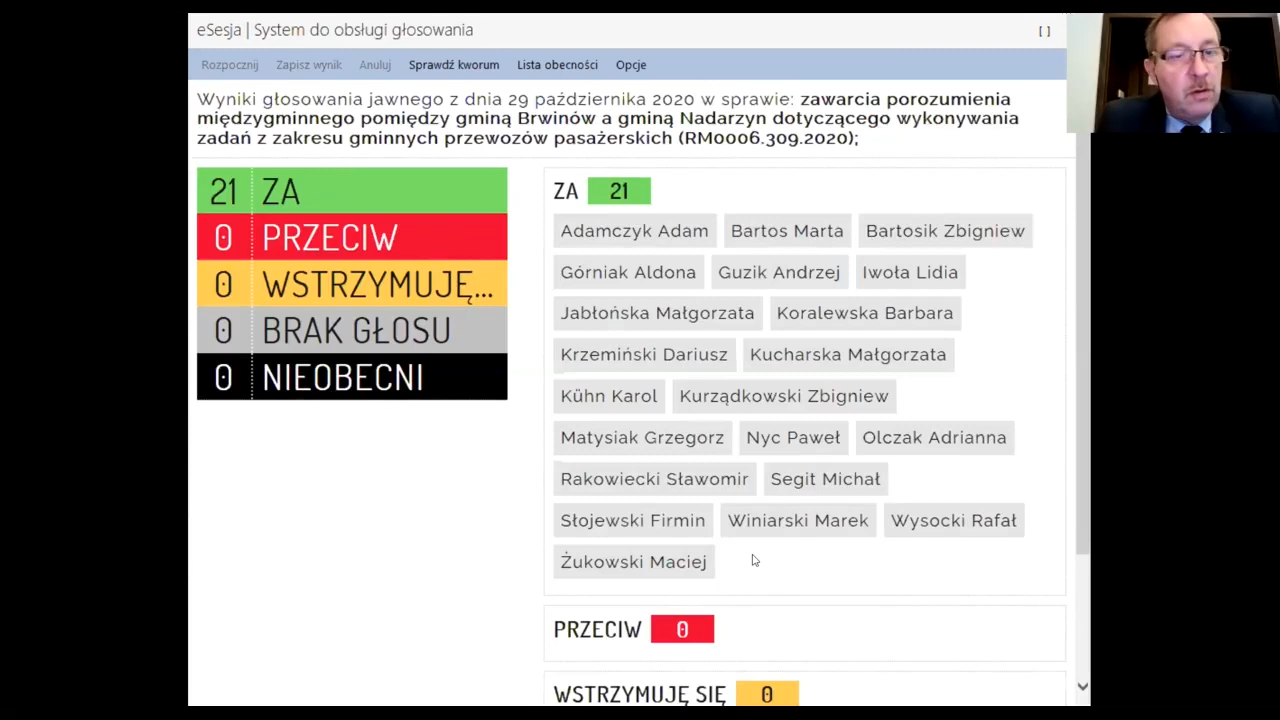 eSesja | System do obsługi głosowania
[ ]
Rozpocznij Zapisz wynik Anuluj Sprawdź kworum Lista obecności Opcje
Wyniki głosowania jawnego z dnia 29 października 2020 w sprawie: zawarcia porozumienia
międzygminnego pomiędzy gminą Brwinów a gminą Nadarzyn dotyczącego wykonywania
zadań z zakresu gminnych przewozów pasażerskich (RM0006.309.2020);
21 ZA
0 PRZECIW
0 WSTRZYMUJĘ...
0 BRAK GŁOSU
0 NIEOBECNI
ZA 21
Adamczyk Adam Bartos Marta Bartosik Zbigniew
Górniak Aldona Guzik Andrzej Iwoła Lidia
Jabłońska Małgorzata Koralewska Barbara
Krzemiński Dariusz Kucharska Małgorzata
Kühn Karol Kurządkowski Zbigniew
Matysiak Grzegorz Nyc Paweł Olczak Adrianna
Rakowiecki Sławomir Segit Michał
Słojewski Firmin Winiarski Marek Wysocki Rafał
Żukowski Maciej
PRZECIW 0
WSTRZYMUJĘ SIĘ 0